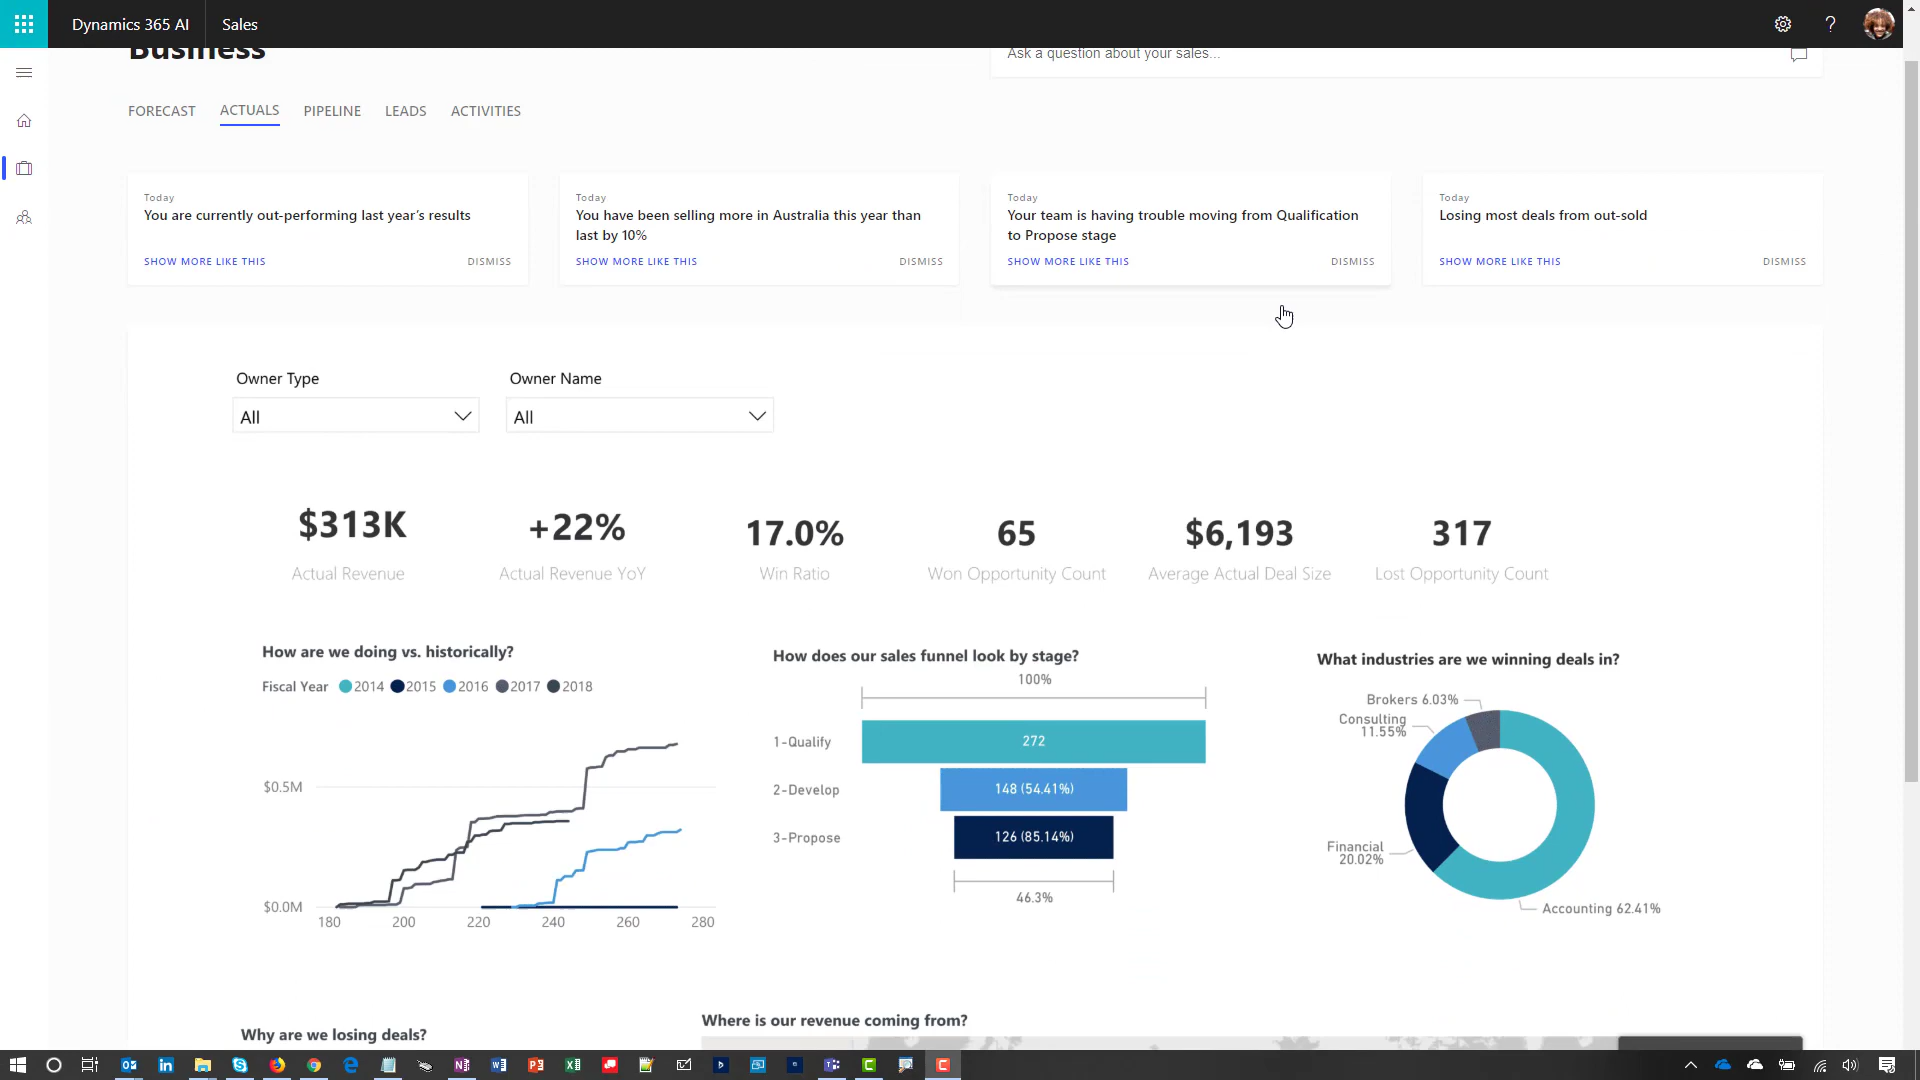 Dynamics 365 AI
Sales
Business
Ask a question about your sales...
FORECAST
ACTUALS
PIPELINE
LEADS
ACTIVITIES
Today
You are currently out-performing last year's results
SHOW MORE LIKE THIS
DISMISS
Today
You have been selling more in Australia this year than
last by 10%
SHOW MORE LIKE THIS
DISMISS
Today
Your team is having trouble moving from Qualification
to Propose stage
SHOW MORE LIKE THIS
DISMISS
Today
Losing most deals from out-sold
SHOW MORE LIKE THIS
DISMISS
Owner Type
All
Owner Name
All
$313K
Actual Revenue
+22%
Actual Revenue YoY
17.0%
Win Ratio
65
Won Opportunity Count
$6,193
Average Actual Deal Size
317
Lost Opportunity Count
How are we doing vs. historically?
Fiscal Year 2014 2015 2016 2017 2018
$0.5M
$0.0M
180 200 220 240 260 280
How does our sales funnel look by stage?
100%
1-Qualify 272
2-Develop 148 (54.41%)
3-Propose 126 (85.14%)
46.3%
What industries are we winning deals in?
Brokers 6.03%
Consulting
11.55%
Financial
20.02%
Accounting 62.41%
Why are we losing deals?
Where is our revenue coming from?